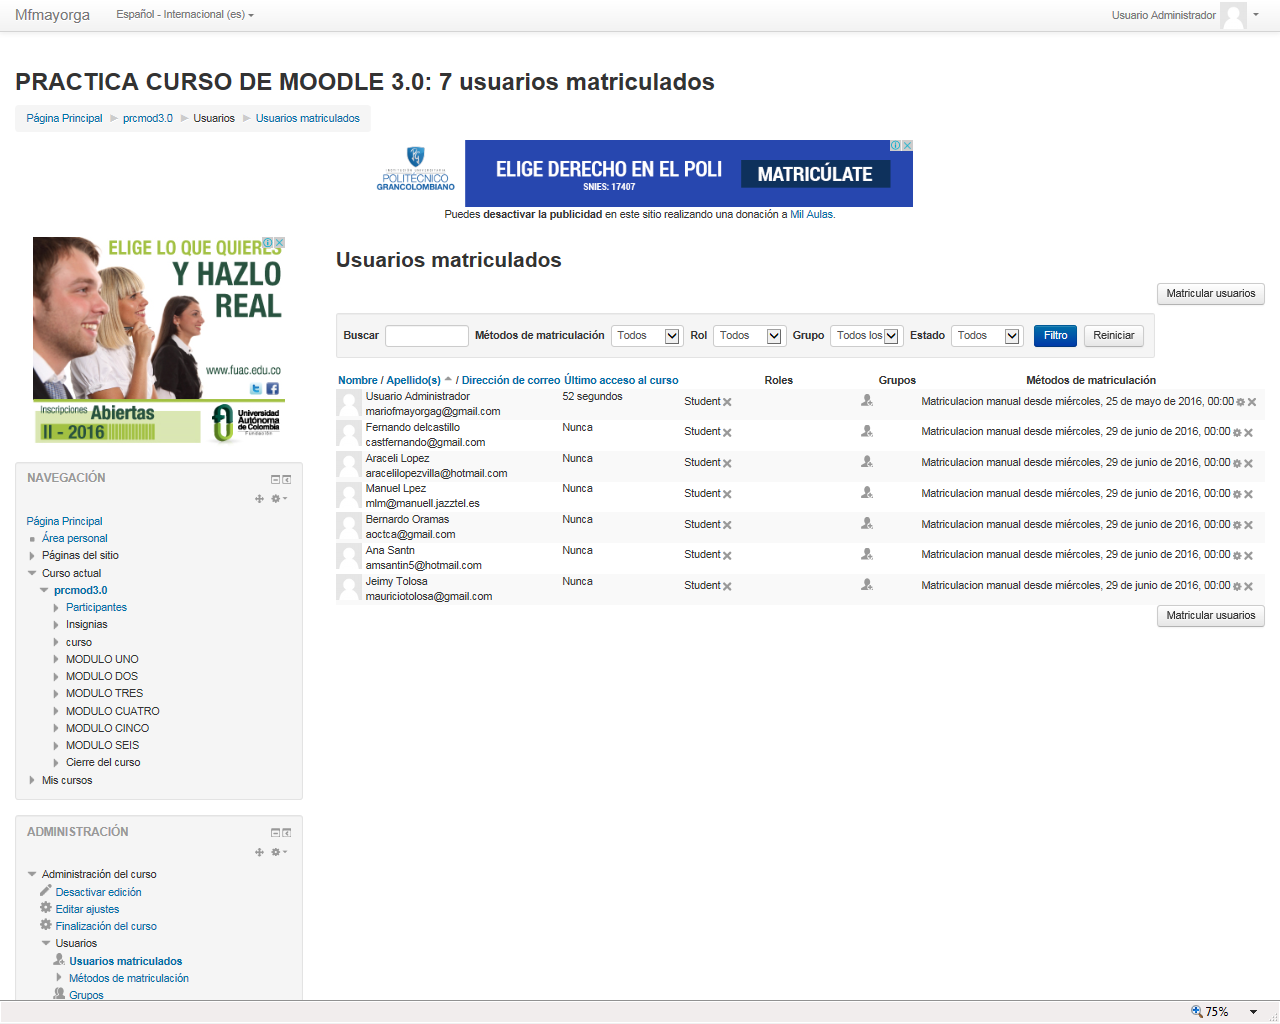 Mfmayorga Español - Internacional (es) Usuario Administrador
PRACTICA CURSO DE MOODLE 3.0: 7 usuarios matriculados
Página Principal prcmod3.0 Usuarios Usuarios matriculados
INSTITUCIÓN UNIVERSITARIA
POLITÉCNICO
GRANCOLOMBIANO
ELIGE DERECHO EN EL POLI
SNIES: 17407
MATRICÚLATE
Puedes desactivar la publicidad en este sitio realizando una donación a Mil Aulas.
ELIGE LO QUE QUIERES
Y HAZLO
REAL
www.fuac.edu.co
Inscripciones Abiertas
II - 2016
Universidad
Autónoma
de Colombia
Fundación
Usuarios matriculados
Matricular usuarios
Buscar Métodos de matriculación Todos Rol Todos Grupo Todos los Estado Todos Filtro Reiniciar
Nombre / Apellido(s) / Dirección de correo Último acceso al curso Roles Grupos Métodos de matriculación
Usuario Administrador 52 segundos
mariofmayorgag@gmail.com Student Matriculacion manual desde miércoles, 25 de mayo de 2016, 00:00
Fernando delcastillo Nunca
castfernando@gmail.com Student Matriculacion manual desde miércoles, 29 de junio de 2016, 00:00
Araceli Lopez Nunca
aracelilopezvilla@hotmail.com Student Matriculacion manual desde miércoles, 29 de junio de 2016, 00:00
Manuel Lpez Nunca
mlm@manuell.jazztel.es Student Matriculacion manual desde miércoles, 29 de junio de 2016, 00:00
Bernardo Oramas Nunca
aoctca@gmail.com Student Matriculacion manual desde miércoles, 29 de junio de 2016, 00:00
Ana Santn Nunca
amsantin5@hotmail.com Student Matriculacion manual desde miércoles, 29 de junio de 2016, 00:00
Jeimy Tolosa Nunca
mauriciotolosa@gmail.com Student Matriculacion manual desde miércoles, 29 de junio de 2016, 00:00
Matricular usuarios
NAVEGACIÓN
Página Principal
Área personal
Páginas del sitio
Curso actual
prcmod3.0
Participantes
Insignias
curso
MODULO UNO
MODULO DOS
MODULO TRES
MODULO CUATRO
MODULO CINCO
MODULO SEIS
Cierre del curso
Mis cursos
ADMINISTRACIÓN
Administración del curso
Desactivar edición
Editar ajustes
Finalización del curso
Usuarios
Usuarios matriculados
Métodos de matriculación
Grupos
75%